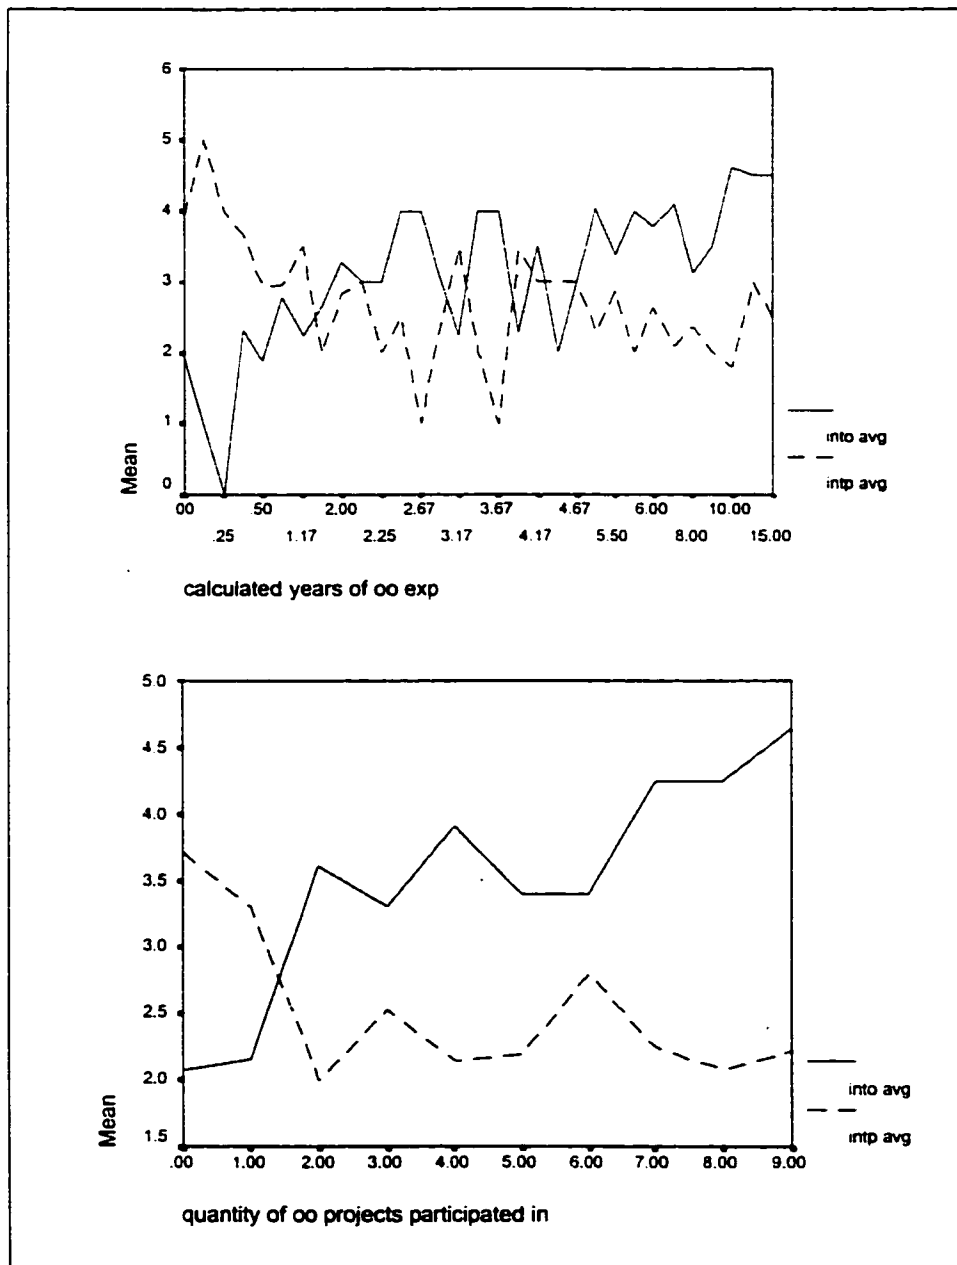 6
5
4
3
2
1
0
Mean
into avg
intp avg
00 .50 2.00 2.67 3.67 4.67 6.00 10.00
.25 1.17 2.25 3.17 4.17 5.50 8.00 15.00
calculated years of oo exp
5.0
4.5
4.0
3.5
3.0
2.5
2.0
1.5
Mean
into avg
intp avg
.00 1.00 2.00 3.00 4.00 5.00 6.00 7.00 8.00 9.00
quantity of oo projects participated in